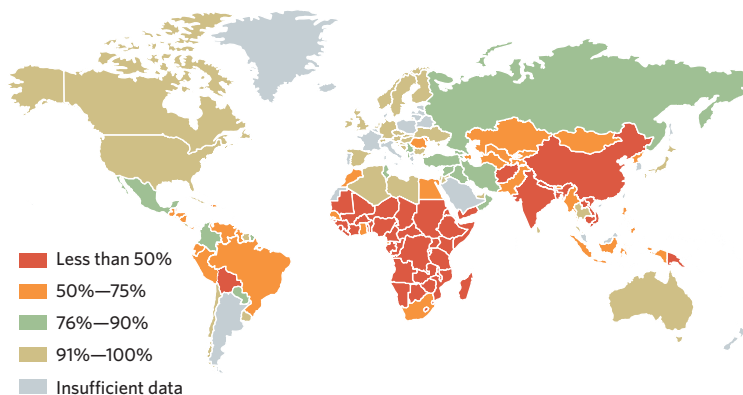 Less than 50%
50%—75%
76%—90%
91%—100%
Insufficient data